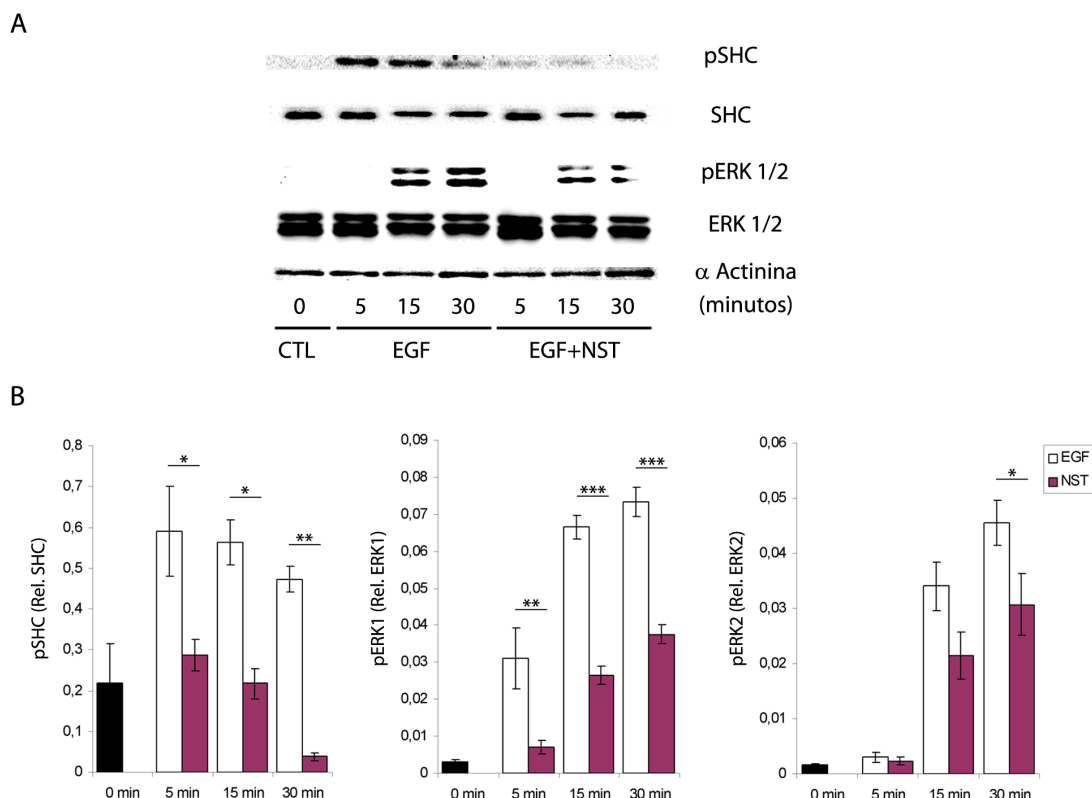 A
pSHC
SHC
pERK 1/2
ERK 1/2
α Actinina
0 5 15 30 5 15 30 (minutos)
CTL EGF EGF+NST
B
pSHC (Rel. SHC)
0,8
0,7
0,6
0,5
0,4
0,3
0,2
0,1
0
* * **
0 min 5 min 15 min 30 min
pERK1 (Rel. ERK1)
0,09
0,08
0,07
0,06
0,05
0,04
0,03
0,03
0,01
0
** *** ***
0 min 5 min 15 min 30 min
pERK2 (Rel. ERK2)
0,06
0,05
0,04
0,03
0,02
0,01
0
*
0 min 5 min 15 min 30 min
EGF
NST